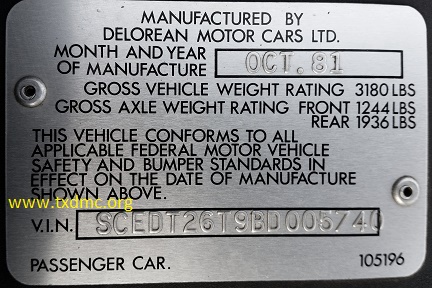 MANUFACTURED BY
DELOREAN MOTOR CARS LTD.
MONTH AND YEAR
OF MANUFACTURE OCT.81
GROSS VEHICLE WEIGHT RATING 3180 LBS
GROSS AXLE WEIGHT RATING FRONT 1244 LBS
REAR 1936 LBS
THIS VEHICLE CONFORMS TO ALL
APPLICABLE FEDERAL MOTOR VEHICLE
SAFETY AND BUMPER STANDARDS IN
EFFECT ON THE DATE OF MANUFACTURE
SHOWN ABOVE.
www.txdmc.org
V.I.N. SCEDT26T9BD005740
PASSENGER CAR. 105196